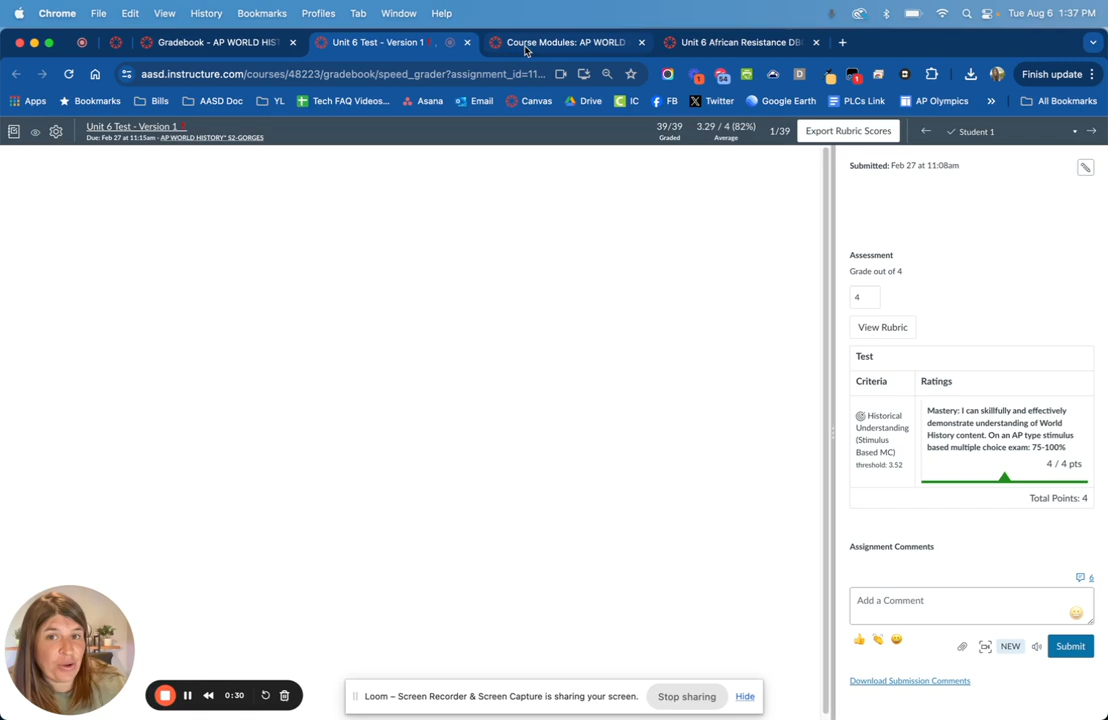 Chrome File Edit View History Bookmarks Profiles Tab Window Help Tue Aug 6 1:37 PM
Gradebook - AP WORLD HIS Unit 6 Test - Version 1 Course Modules: AP WORLD Unit 6 African Resistance DB
aasd.instructure.com/courses/48223/gradebook/speed_grader?assignment_id=11... Finish update
Apps Bookmarks Bills AASD Doc YL Tech FAQ Videos... Asana Email Canvas Drive IC FB Twitter Google Earth PLCs Link AP Olympics » All Bookmarks
Unit 6 Test - Version 1
Due: Feb 27 at 11:15am - AP WORLD HISTORY* S2-GORGES
39/39
Graded
3.29 / 4 (82%)
Average
1/39
Export Rubric Scores
Student 1
Submitted: Feb 27 at 11:08am
Assessment
Grade out of 4
4
View Rubric
Test
Criteria Ratings
Historical
Understanding
(Stimulus
Based MC)
threshold: 3.52
Mastery: I can skillfully and effectively
demonstrate understanding of World
History content. On an AP type stimulus
based multiple choice exam: 75-100%
4 / 4 pts
Total Points: 4
Assignment Comments
6
Add a Comment
NEW
Submit
Download Submission Comments
0:30
Loom – Screen Recorder & Screen Capture is sharing your screen. Stop sharing Hide